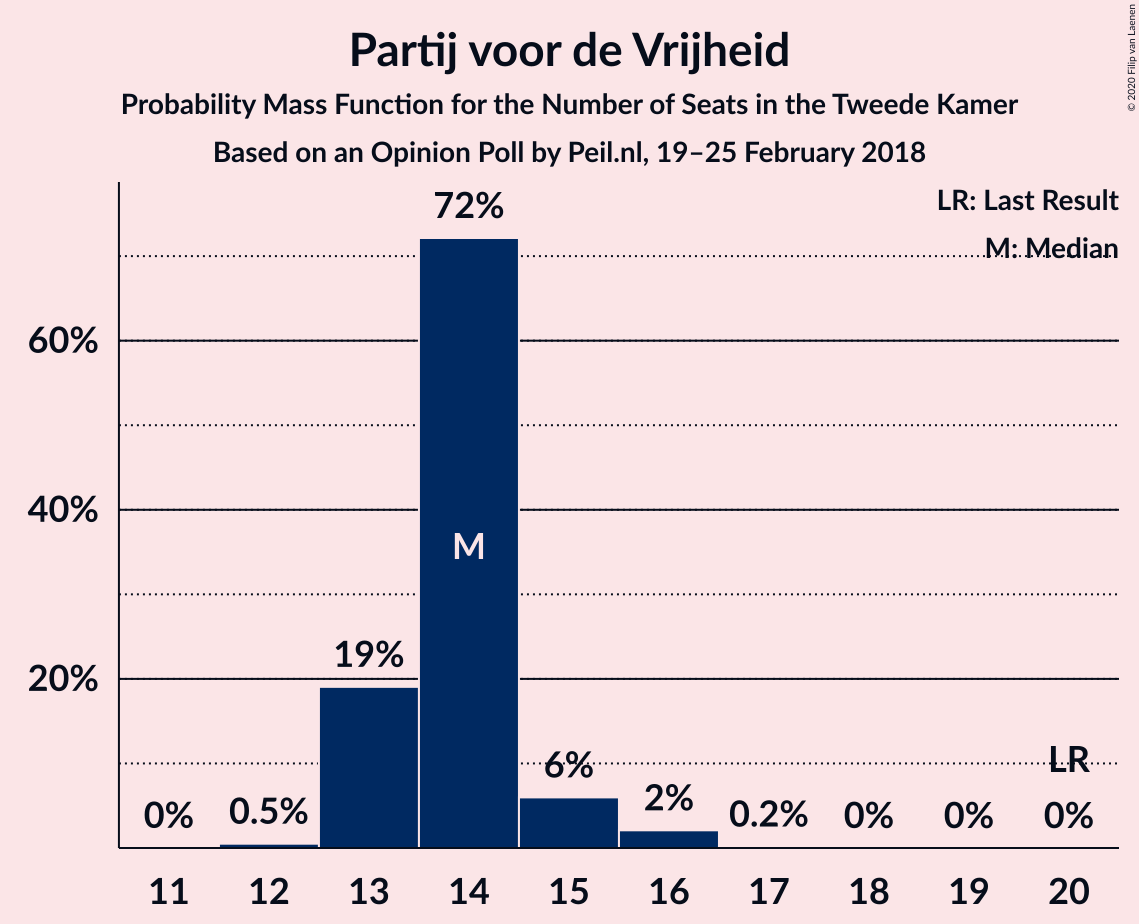 Partij voor de Vrijheid
Probability Mass Function for the Number of Seats in the Tweede Kamer
Based on an Opinion Poll by Peil.nl, 19–25 February 2018
© 2020 Filip van Laenen
LR: Last Result
M: Median
72%
60%
40%
M
19%
20%
6%
LR
0%
0.5%
2%
0.2%
0%
0%
0%
11 12 13 14 15 16 17 18 19 20